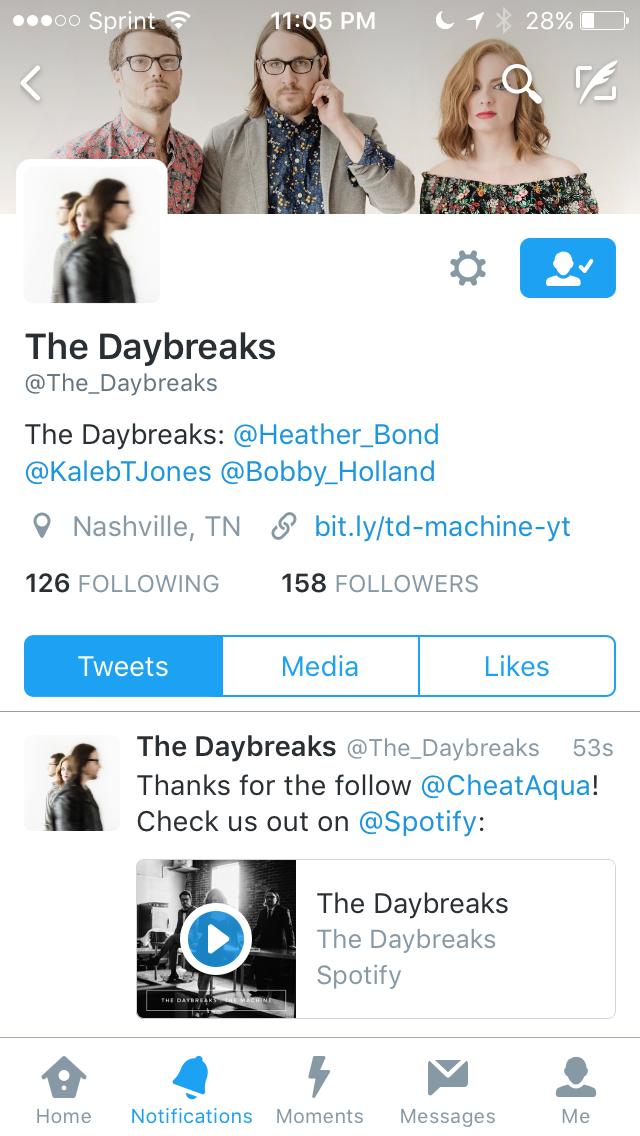 Sprint 11:05 PM 28%
The Daybreaks
@The_Daybreaks
The Daybreaks: @Heather_Bond
@KalebTJones @Bobby_Holland
Nashville, TN bit.ly/td-machine-yt
126 FOLLOWING 158 FOLLOWERS
Tweets Media Likes
The Daybreaks @The_Daybreaks 53s
Thanks for the follow @CheatAqua!
Check us out on @Spotify:
The Daybreaks
The Daybreaks
Spotify
THE DAYBREAKS THE MACHINE
Home Notifications Moments Messages Me